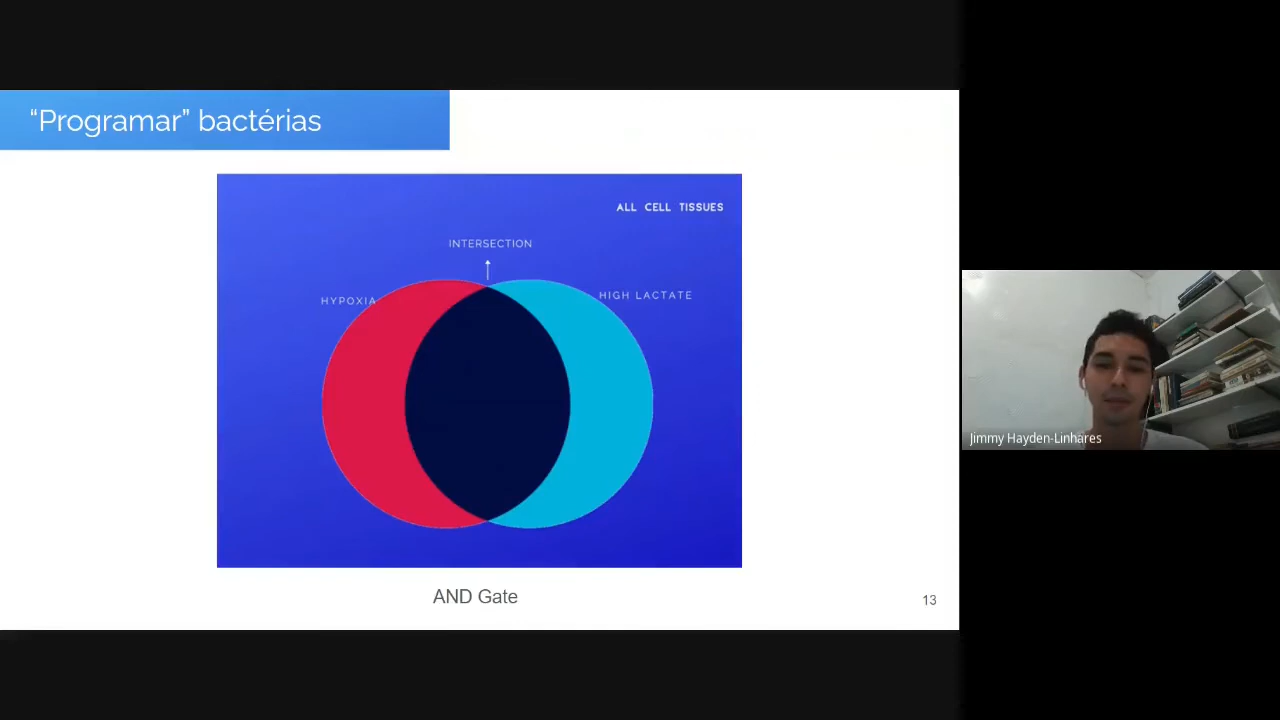 “Programar” bactérias
ALL CELL TISSUES
INTERSECTION
HYPOXIA
HIGH LACTATE
AND Gate
13
Jimmy Hayden-Linhares